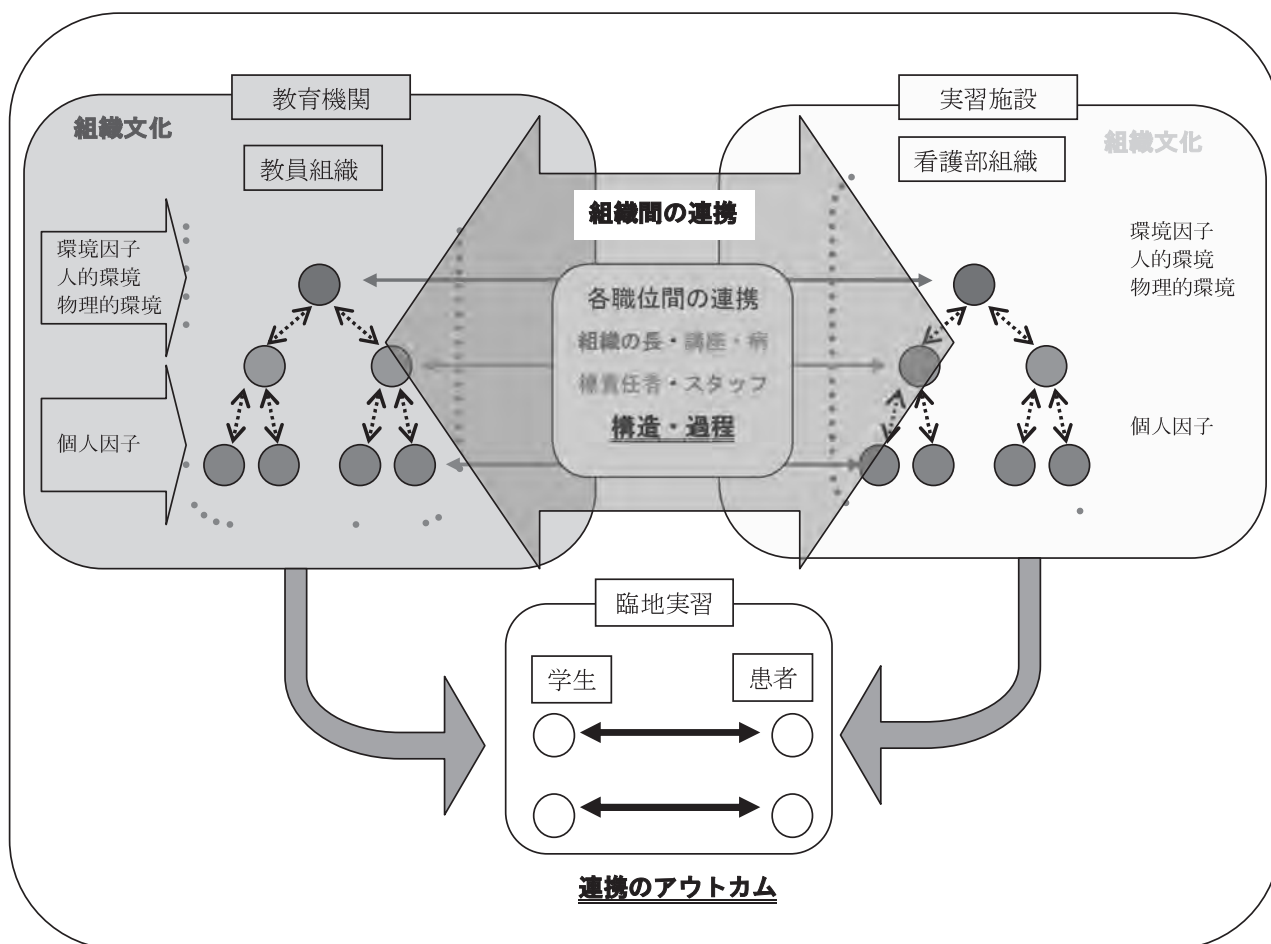 教育機関
組織文化
教員組織
環境因子
人的環境
物理的環境
個人因子
組織間の連携
各職位間の連携
組織の長・講座・病
棟責任者・スタッフ
構造・過程
実習施設
組織文化
看護部組織
環境因子
人的環境
物理的環境
個人因子
臨地実習
学生
患者
連携のアウトカム